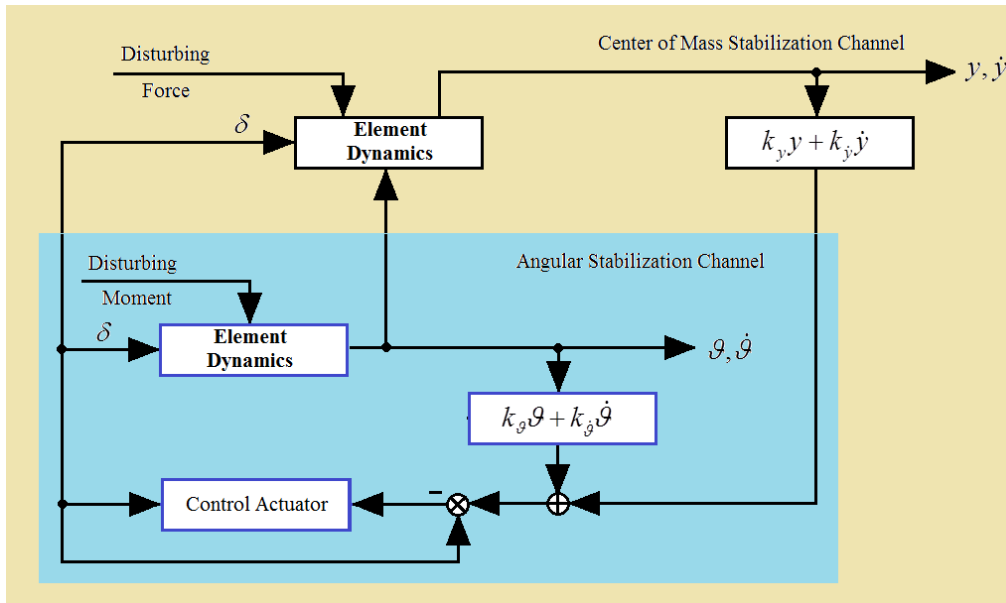 Disturbing
Force
Center of Mass Stabilization Channel
y, ẏ
δ
Element
Dynamics
k_y y + k_ẏ ẏ
Disturbing
Moment
Angular Stabilization Channel
δ
Element
Dynamics
ϑ, ϑ̇
k_ϑ ϑ + k_ϑ̇ ϑ̇
Control Actuator
−